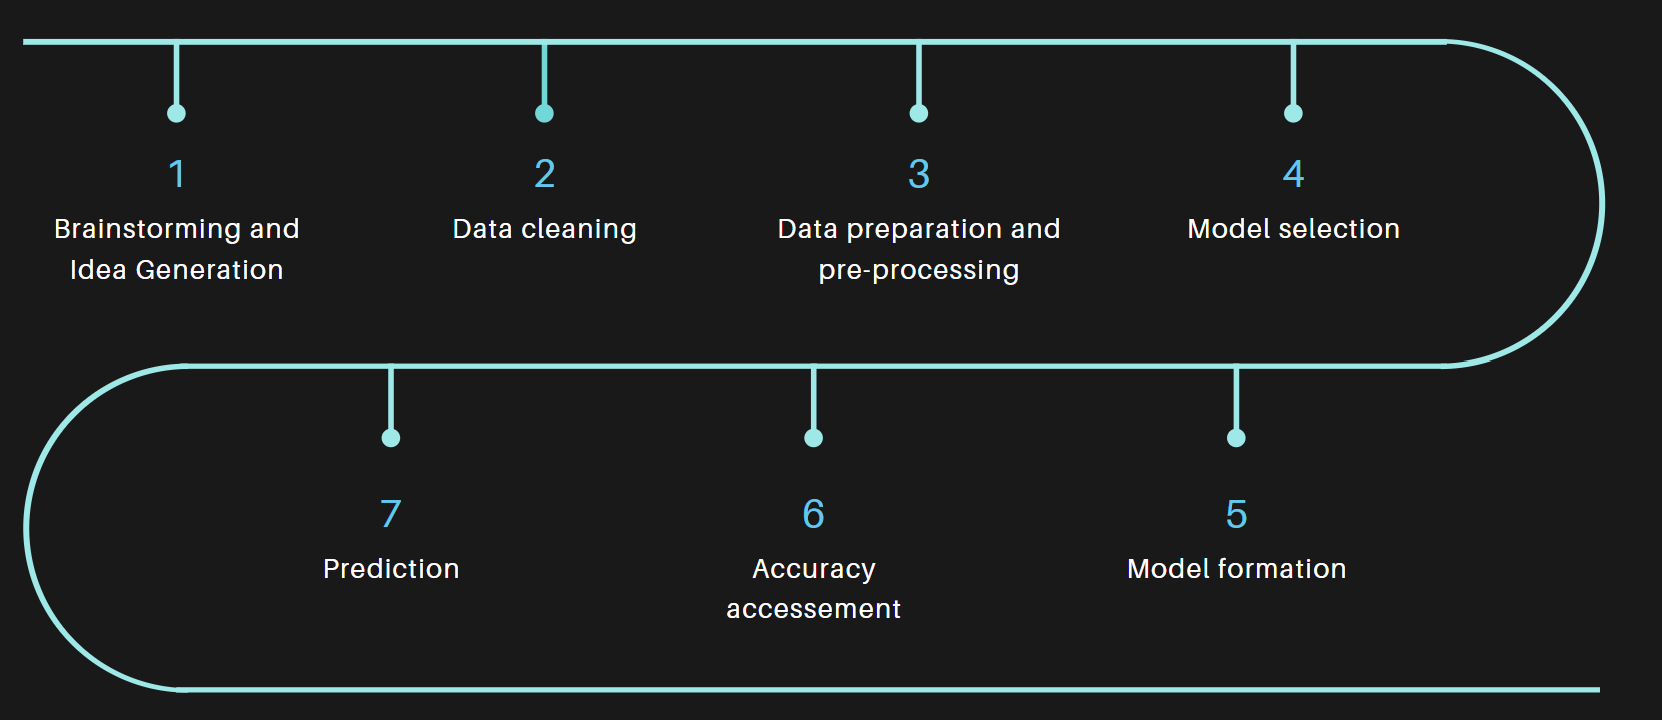 1
Brainstorming and
Idea Generation
2
Data cleaning
3
Data preparation and
pre-processing
4
Model selection
5
Model formation
6
Accuracy
accessement
7
Prediction